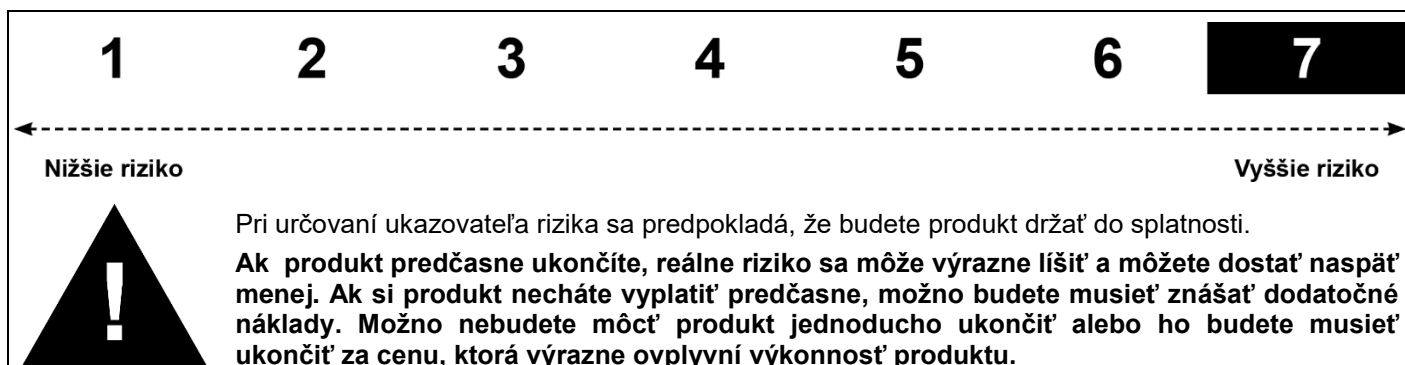 1 2 3 4 5 6 7
Nižšie riziko Vyššie riziko
Pri určovaní ukazovateľa rizika sa predpokladá, že budete produkt držať do splatnosti.
Ak produkt predčasne ukončíte, reálne riziko sa môže výrazne líšiť a môžete dostať naspäť
menej. Ak si produkt necháte vyplatiť predčasne, možno budete musieť znášať dodatočné
náklady. Možno nebudete môcť produkt jednoducho ukončiť alebo ho budete musieť
ukončiť za cenu, ktorá výrazne ovplyvní výkonnosť produktu.
!